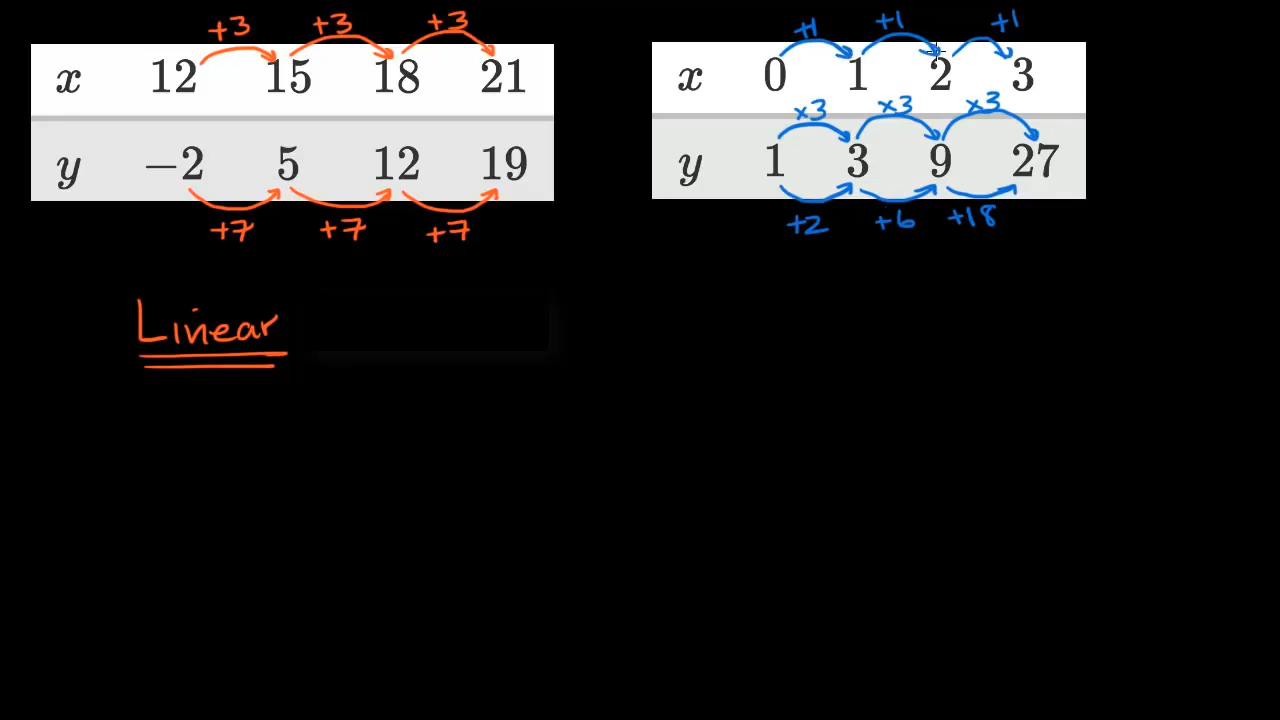 +3 +3 +3
x 12 15 18 21
y −2 5 12 19
+7 +7 +7
Linear
+1 +1 +1
x 0 1 2 3
×3 ×3 ×3
y 1 3 9 27
+2 +6 +18